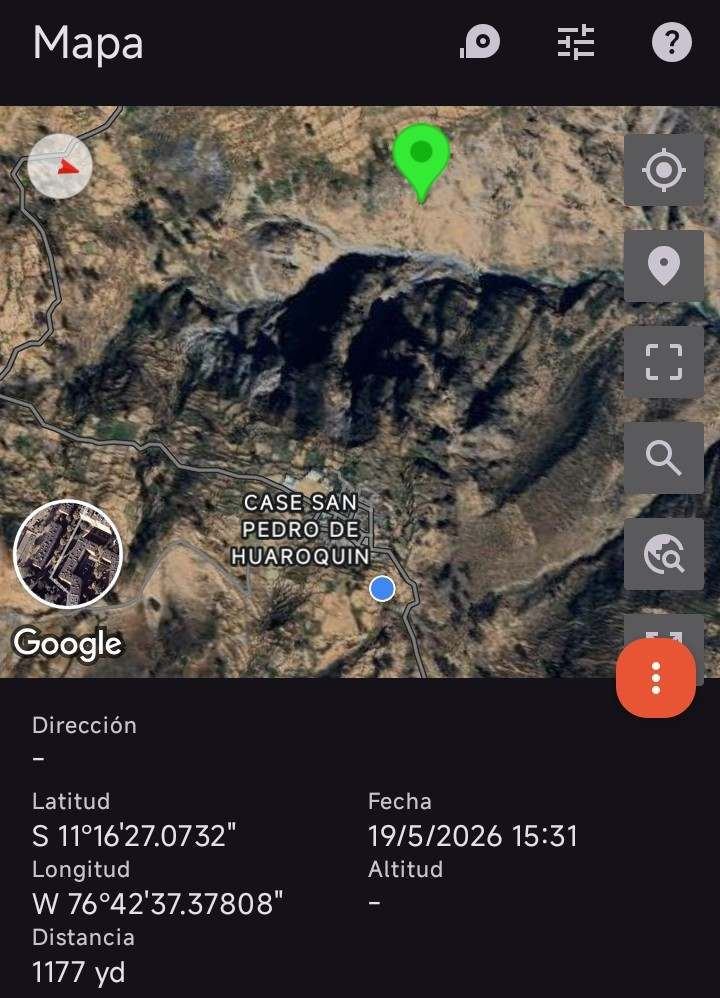 Mapa
CASE SAN
PEDRO DE
HUAROQUIN
Google
Dirección
-
Latitud
S 11°16'27.0732"
Fecha
19/5/2026 15:31
Longitud
W 76°42'37.37808"
Altitud
-
Distancia
1177 yd